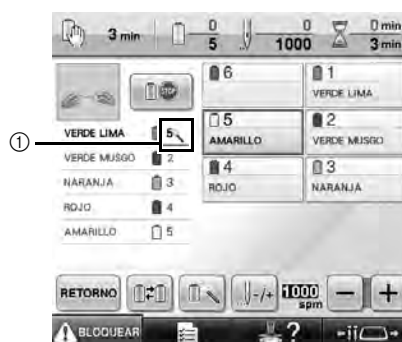 3 min 0 5 0 1000 0 min 3 min
6 1 VERDE LIMA
5 AMARILLO 2 VERDE MUSGO
4 ROJO 3 NARANJA
① VERDE LIMA 5
VERDE MUSGO 2
NARANJA 3
ROJO 4
AMARILLO 5
RETORNO -/+ 1000 spm - +
BLOQUEAR ?